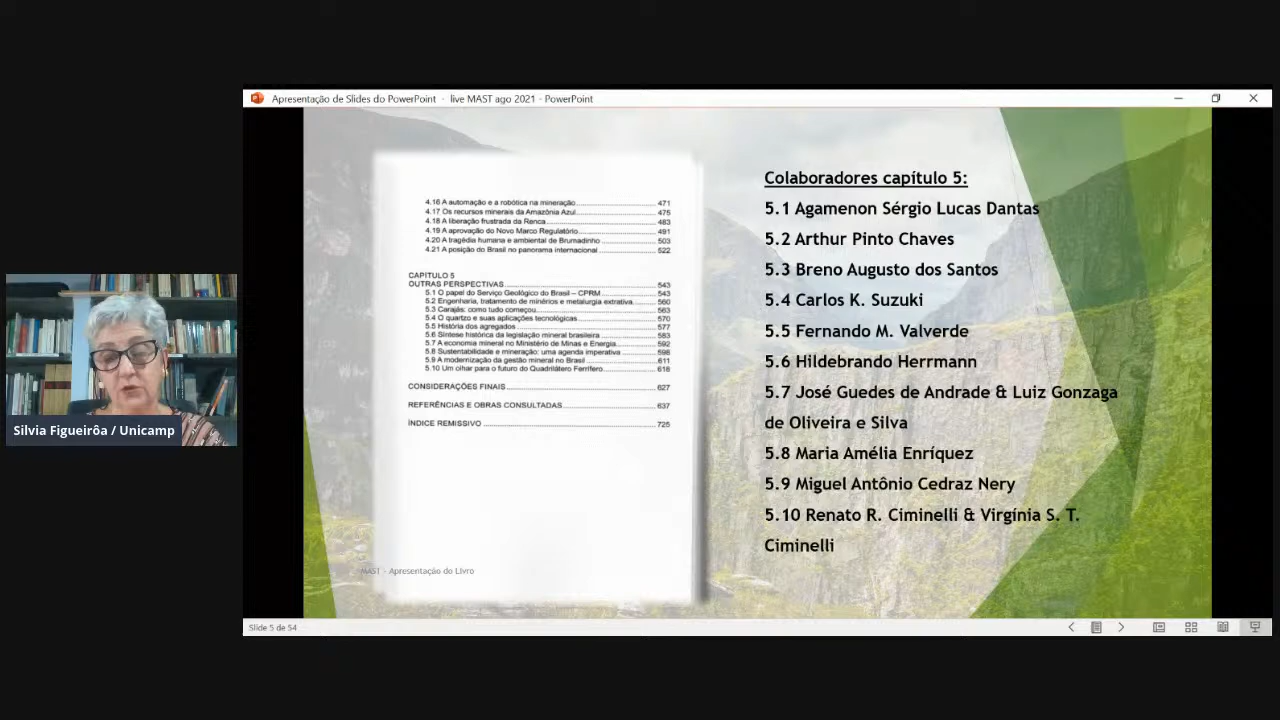 Apresentação de Slides do PowerPoint - live MAST ago 2021 - PowerPoint
4.16 A automação e a robótica na mineração 471
4.17 Os recursos minerais da Amazônia Azul 475
4.18 A liberação frustrada da Renca 483
4.19 A aprovação do Novo Marco Regulatório 491
4.20 A tragédia humana e ambiental de Brumadinho 503
4.21 A posição do Brasil no panorama internacional 522
CAPÍTULO 5
OUTRAS PERSPECTIVAS 543
5.1 O papel do Serviço Geológico do Brasil – CPRM 543
5.2 Engenharia, tratamento de minérios e metalurgia extrativa 560
5.3 Carajás: como tudo começou 563
5.4 O quartzo e suas aplicações tecnológicas 570
5.5 História dos agregados 577
5.6 Síntese histórica da legislação mineral brasileira 583
5.7 A economia mineral no Ministério de Minas e Energia 592
5.8 Sustentabilidade e mineração: uma agenda imperativa 598
5.9 A modernização da gestão mineral no Brasil 611
5.10 Um olhar para o futuro do Quadrilátero Ferrífero 618
CONSIDERAÇÕES FINAIS 627
REFERÊNCIAS E OBRAS CONSULTADAS 637
ÍNDICE REMISSIVO 725
MAST - Apresentação do Livro
Colaboradores capítulo 5:
5.1 Agamenon Sérgio Lucas Dantas
5.2 Arthur Pinto Chaves
5.3 Breno Augusto dos Santos
5.4 Carlos K. Suzuki
5.5 Fernando M. Valverde
5.6 Hildebrando Herrmann
5.7 José Guedes de Andrade & Luiz Gonzaga
de Oliveira e Silva
5.8 Maria Amélia Enríquez
5.9 Miguel Antônio Cedraz Nery
5.10 Renato R. Ciminelli & Virgínia S. T.
Ciminelli
Silvia Figueirôa / Unicamp
Slide 5 de 54